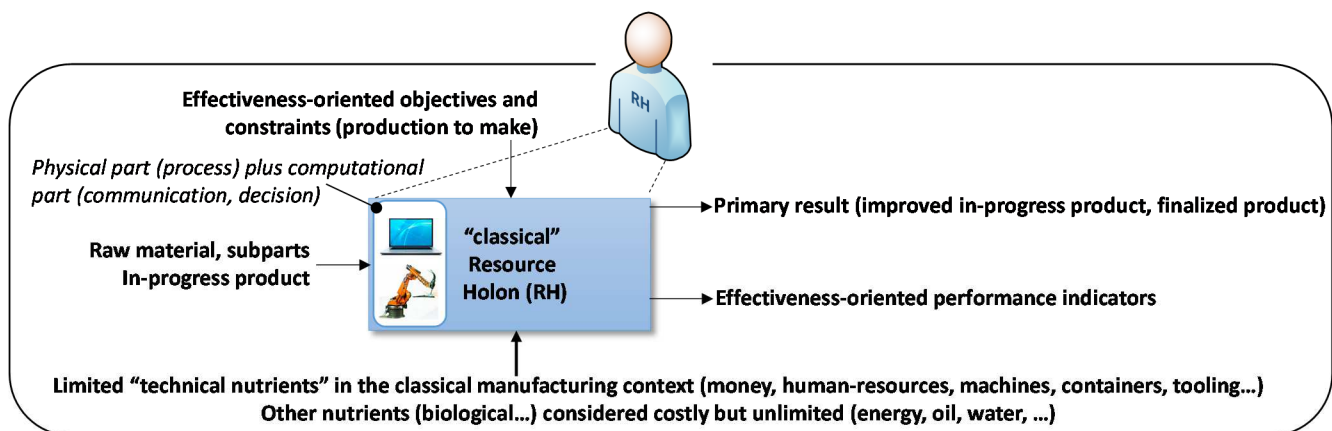 RH
Effectiveness-oriented objectives and
constraints (production to make)
Physical part (process) plus computational
part (communication, decision)
Raw material, subparts
In-progress product
“classical”
Resource
Holon (RH)
Primary result (improved in-progress product, finalized product)
Effectiveness-oriented performance indicators
Limited “technical nutrients” in the classical manufacturing context (money, human-resources, machines, containers, tooling…)
Other nutrients (biological…) considered costly but unlimited (energy, oil, water, …)